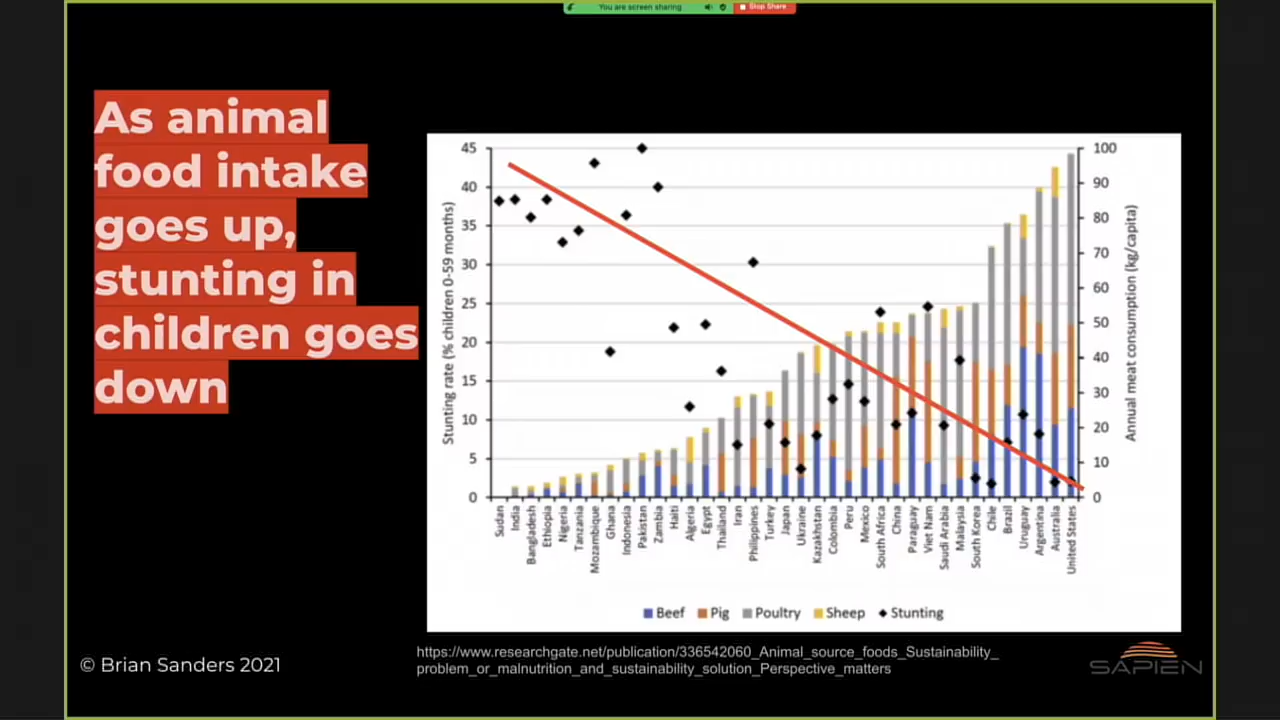 You are screen sharing
Stop Share
As animal
food intake
goes up,
stunting in
children goes
down
Stunting rate (% children 0-59 months)
45
40
35
30
25
20
15
10
5
0
100
90
80
70
60
50
40
30
20
10
0
Annual meat consumption (kg/capita)
Sudan
India
Bangladesh
Ethiopia
Nigeria
Tanzania
Mozambique
Ghana
Indonesia
Pakistan
Zambia
Haiti
Algeria
Egypt
Thailand
Iran
Philippines
Turkey
Japan
Ukraine
Kazakhstan
Colombia
Peru
Mexico
South Africa
China
Paraguay
Viet Nam
Saudi Arabia
Malaysia
South Korea
Chile
Brazil
Uruguay
Argentina
Australia
United States
Beef Pig Poultry Sheep Stunting
© Brian Sanders 2021
https://www.researchgate.net/publication/336542060_Animal_source_foods_Sustainability_
problem_or_malnutrition_and_sustainability_solution_Perspective_matters
SAPIEN